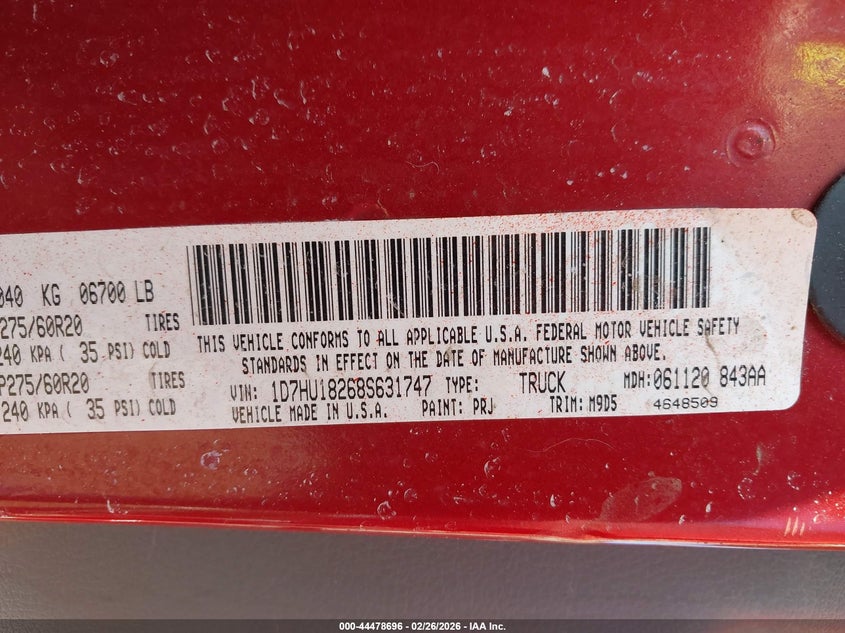 040 KG 06700 LB
P275/60R20 TIRES
240 KPA ( 35 PSI) COLD
P275/60R20 TIRES
240 KPA ( 35 PSI) COLD
THIS VEHICLE CONFORMS TO ALL APPLICABLE U.S.A. FEDERAL MOTOR VEHICLE SAFETY
STANDARDS IN EFFECT ON THE DATE OF MANUFACTURE SHOWN ABOVE.
VIN: 1D7HU18268S631747 TYPE: TRUCK MDH: 061120 843AA
VEHICLE MADE IN U.S.A. PAINT: PRJ TRIM: M9D5 4648509
000-44478696 - 02/26/2026 - IAA Inc.